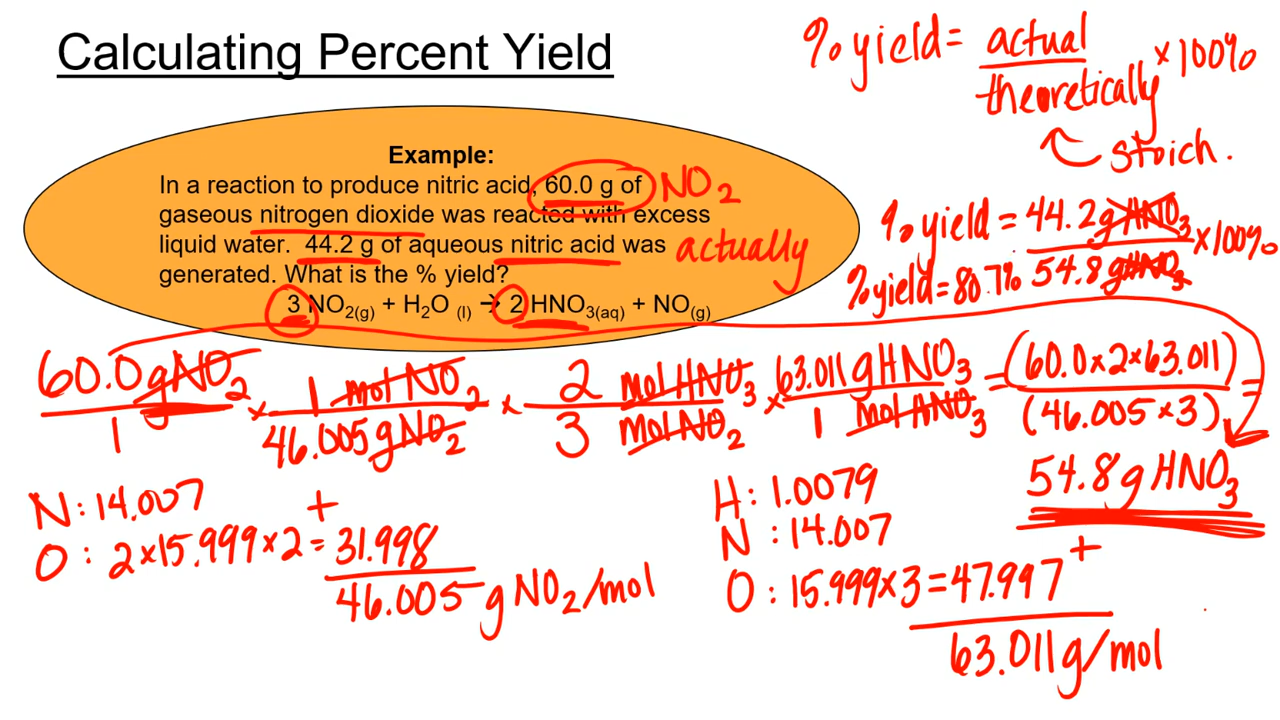 Calculating Percent Yield
% yield = actual / theoretically × 100%
stoich.
Example:
In a reaction to produce nitric acid, 60.0 g of NO2
gaseous nitrogen dioxide was reacted with excess
liquid water. 44.2 g of aqueous nitric acid was actually
generated. What is the % yield?
3 NO2(g) + H2O (l) → 2 HNO3(aq) + NO(g)
% yield = 44.2g HNO3 / 54.8 g HNO3 × 100%
% yield = 80.7%
60.0 g NO2 / 1 × 1 mol NO2 / 46.005 g NO2 × 2 mol HNO3 / 3 mol NO2 × 63.011 g HNO3 / 1 mol HNO3 = (60.0 × 2 × 63.011) / (46.005 × 3) =
54.8 g HNO3
N : 14.007 +
O : 2 × 15.999 × 2 = 31.998
46.005 g NO2/mol
H : 1.0079
N : 14.007 +
O : 15.999 × 3 = 47.997
63.011 g/mol